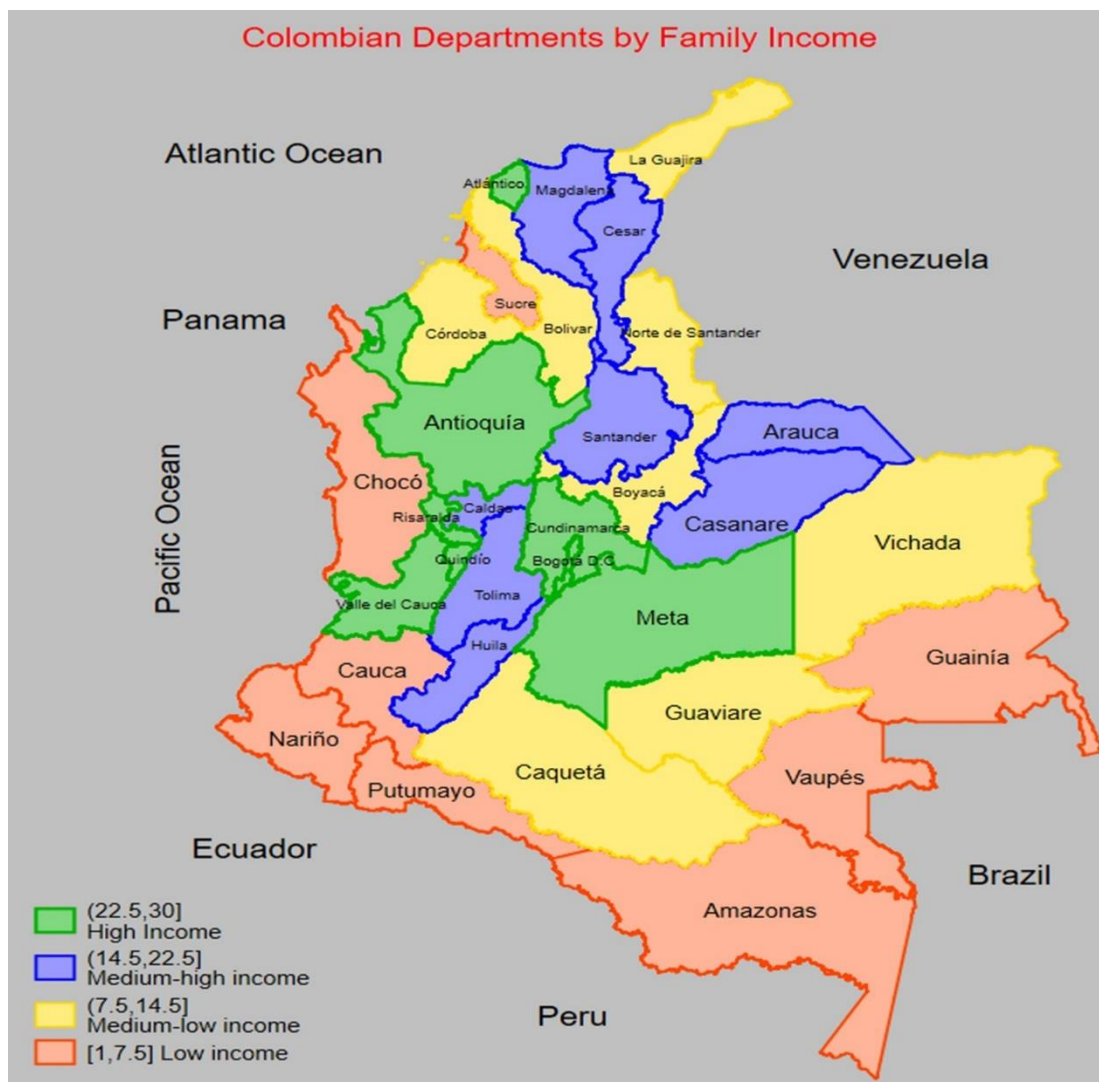 Colombian Departments by Family Income
Atlantic Ocean
La Guajira
Atlántico
Magdalena
Cesar
Venezuela
Panama
Sucre
Bolivar
Córdoba
Norte de Santander
Antioquía
Santander
Arauca
Pacific Ocean
Chocó
Boyacá
Caldas
Risaralda
Cundinamarca
Casanare
Vichada
Quindío
Bogotá D.C
Tolima
Valle del Cauca
Meta
Huila
Cauca
Guainía
Guaviare
Nariño
Caquetá
Vaupés
Putumayo
Ecuador
Brazil
Amazonas
Peru
(22.5,30]
High Income
(14.5,22.5]
Medium-high income
(7.5,14.5]
Medium-low income
[1,7.5] Low income